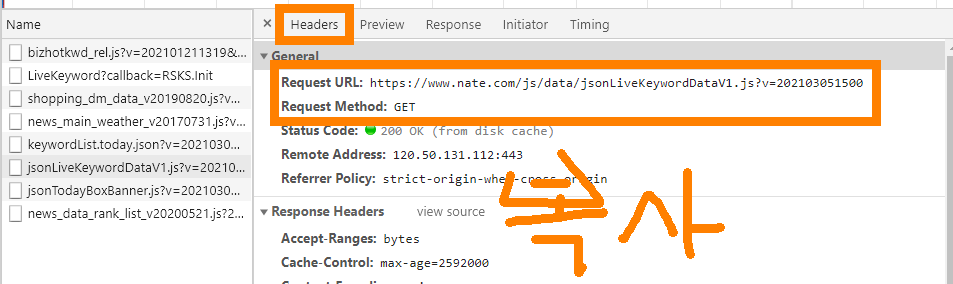 Name
bizhotkwd_rel.js?v=202101211319&...
LiveKeyword?callback=RSKS.Init
shopping_dm_data_v20190820.js?v...
news_main_weather_v20170731.js?v...
keywordList.today.json?v=2021030...
jsonLiveKeywordDataV1.js?v=20210...
jsonTodayBoxBanner.js?v=2021030...
news_data_rank_list_v20200521.js?2...
× Headers Preview Response Initiator Timing
▼ General
Request URL: https://www.nate.com/js/data/jsonLiveKeywordDataV1.js?v=202103051500
Request Method: GET
Status Code: 200 OK (from disk cache)
Remote Address: 120.50.131.112:443
Referrer Policy: strict-origin-when-cross-origin
복사
▼ Response Headers view source
Accept-Ranges: bytes
Cache-Control: max-age=2592000